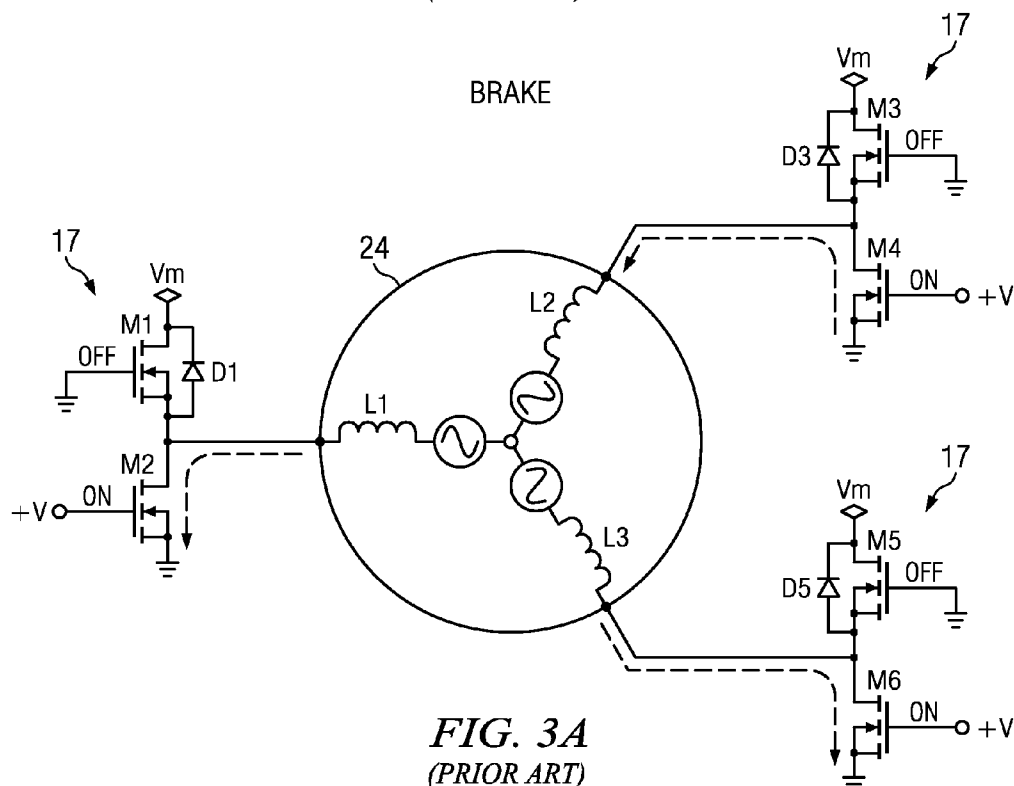 BRAKE
17
Vm
M3
D3
OFF
M4
ON
+V
17
Vm
M1
OFF
D1
M2
ON
+V
24
L2
L1
L3
17
Vm
M5
D5
OFF
M6
ON
+V
FIG. 3A
(PRIOR ART)